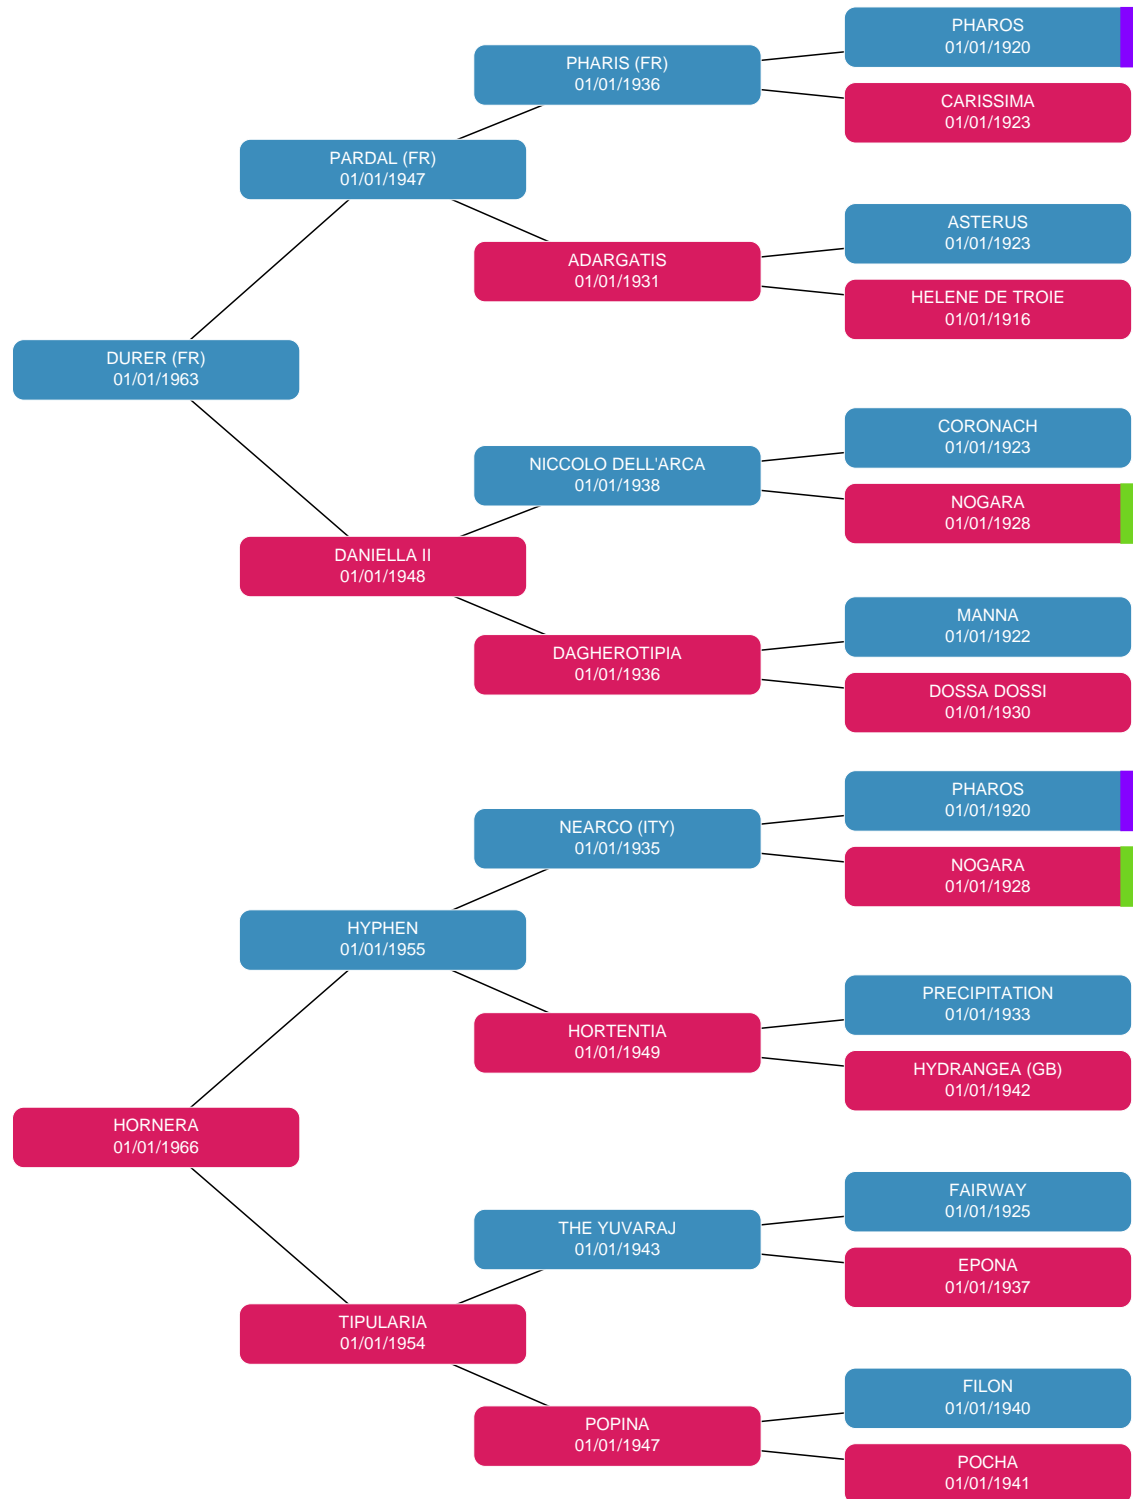 PHAROS
01/01/1920
PHARIS (FR)
01/01/1936
CARISSIMA
01/01/1923
PARDAL (FR)
01/01/1947
ASTERUS
01/01/1923
ADARGATIS
01/01/1931
HELENE DE TROIE
01/01/1916
DURER (FR)
01/01/1963
CORONACH
01/01/1923
NICCOLO DELL'ARCA
01/01/1938
NOGARA
01/01/1928
DANIELLA II
01/01/1948
MANNA
01/01/1922
DAGHEROTIPIA
01/01/1936
DOSSA DOSSI
01/01/1930
PHAROS
01/01/1920
NEARCO (ITY)
01/01/1935
NOGARA
01/01/1928
HYPHEN
01/01/1955
PRECIPITATION
01/01/1933
HORTENTIA
01/01/1949
HYDRANGEA (GB)
01/01/1942
HORNERA
01/01/1966
FAIRWAY
01/01/1925
THE YUVARAJ
01/01/1943
EPONA
01/01/1937
TIPULARIA
01/01/1954
FILON
01/01/1940
POPINA
01/01/1947
POCHA
01/01/1941